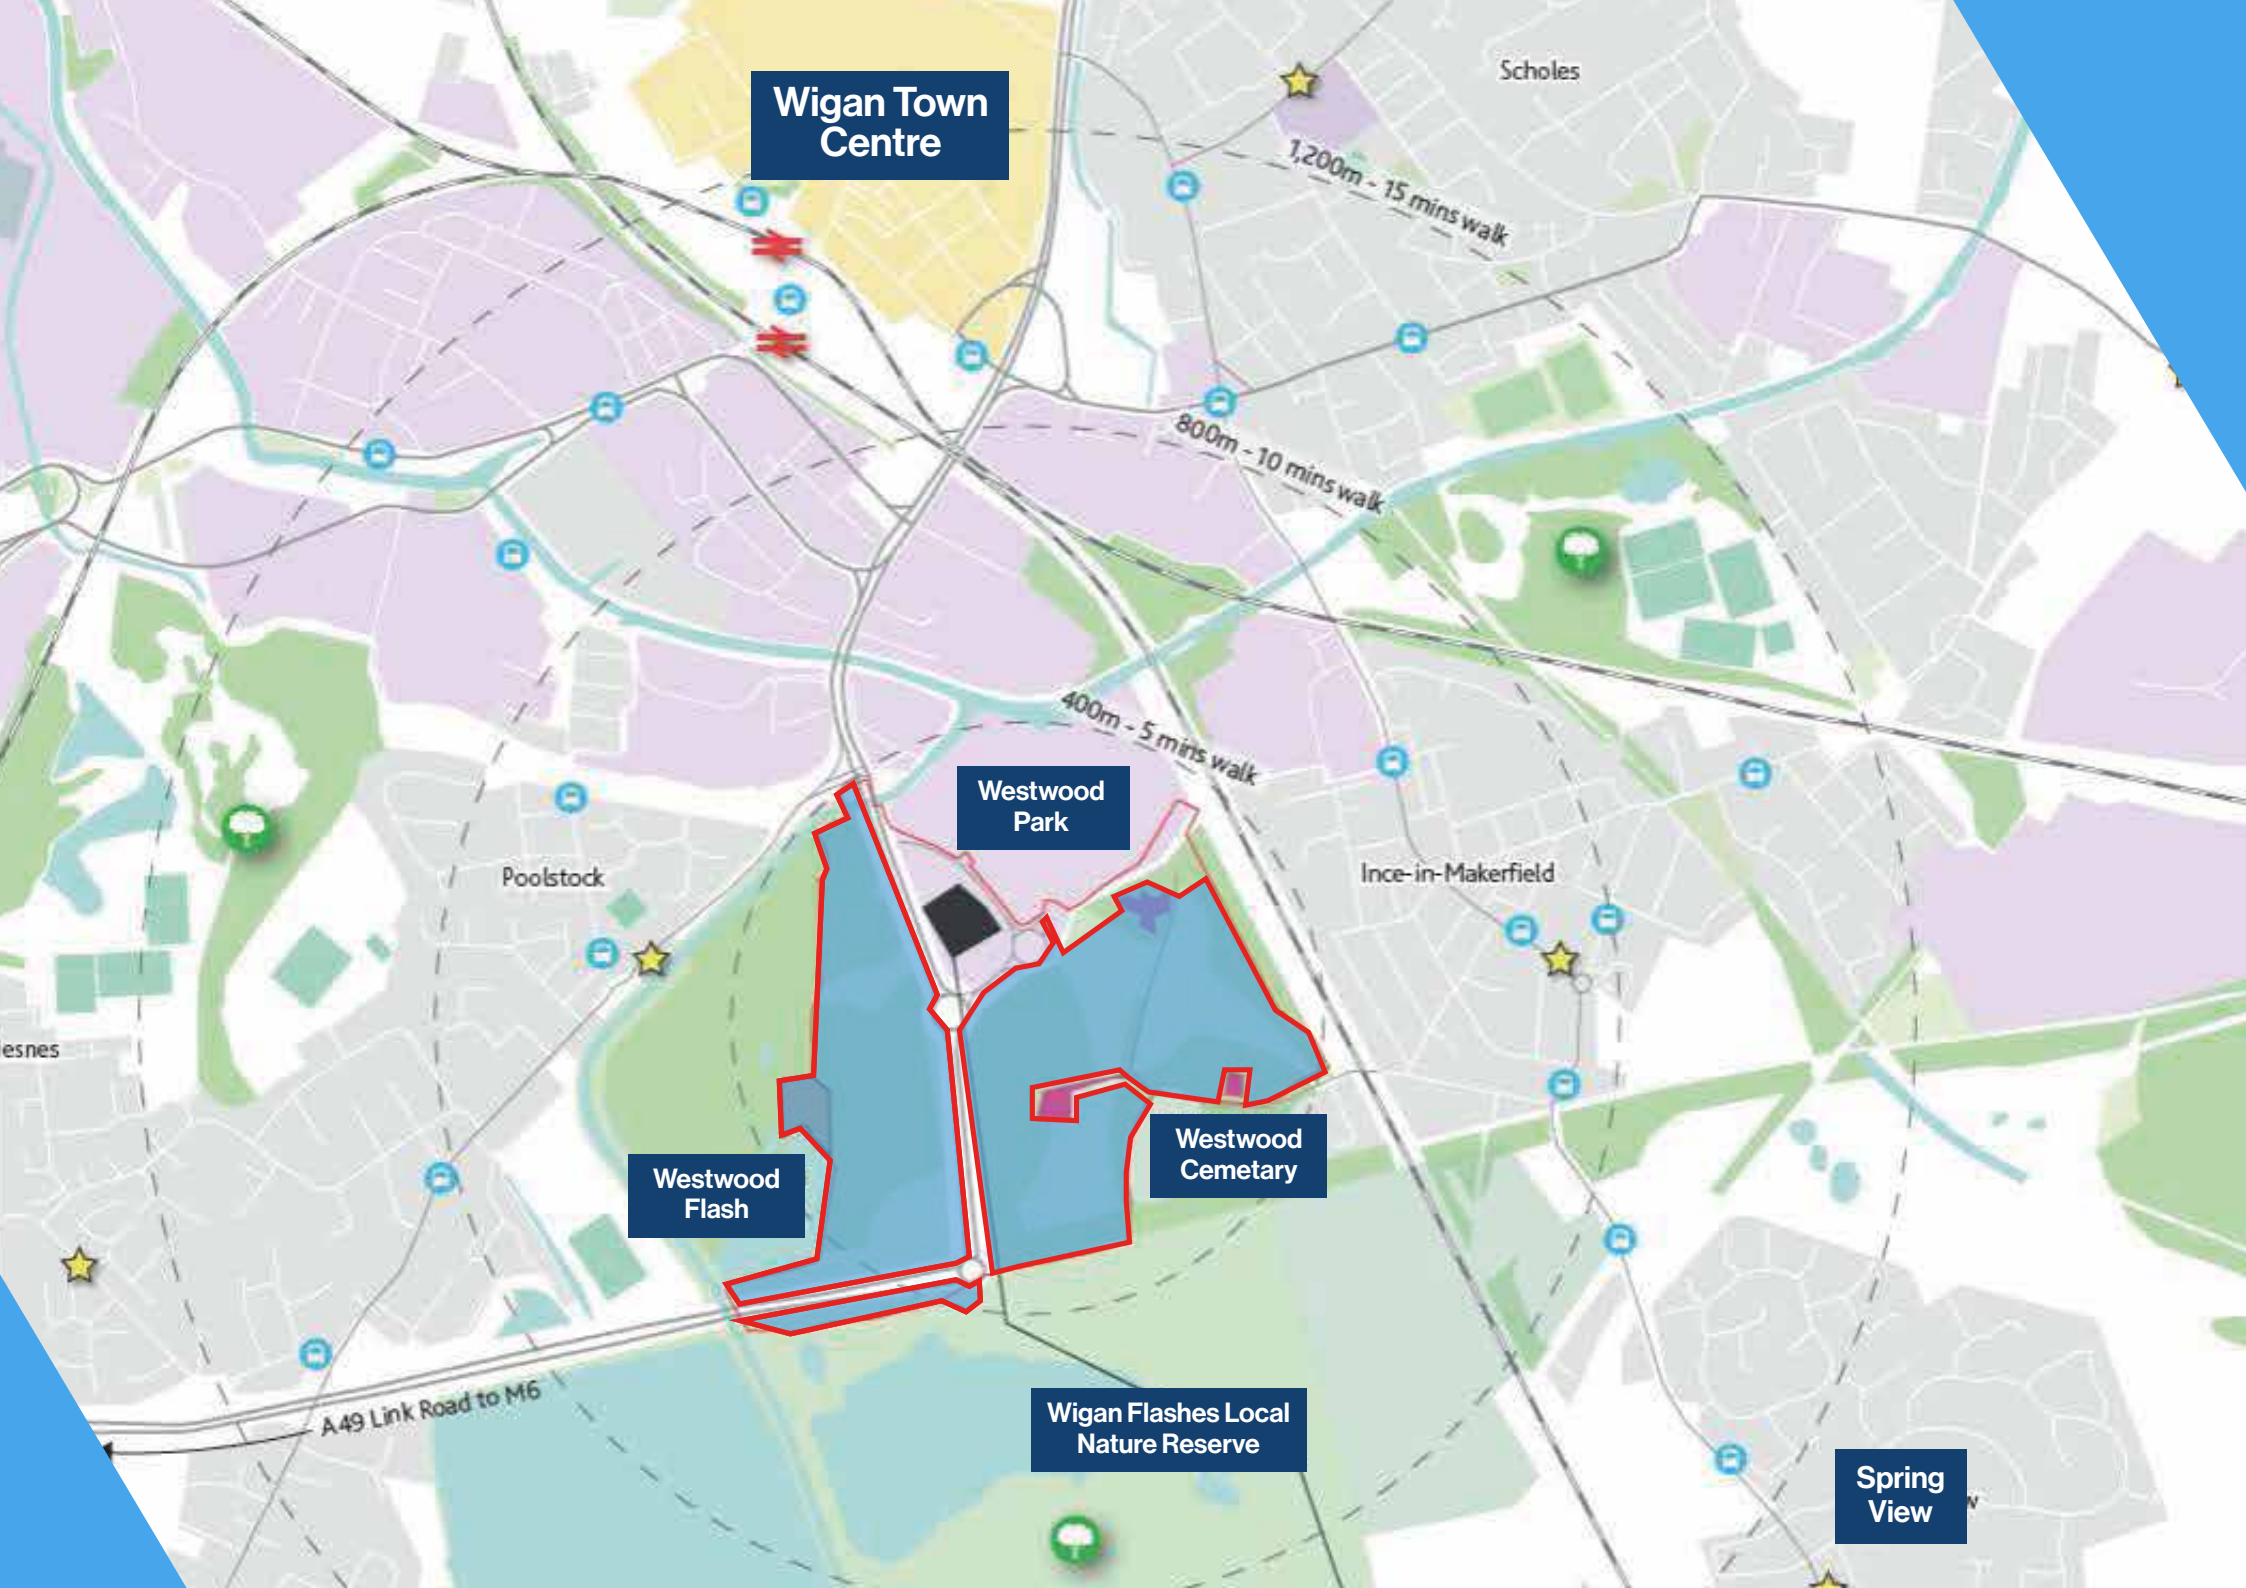 Wigan Town
Centre
Scholes
1,200m - 15 mins walk
800m - 10 mins walk
400m - 5 mins walk
Westwood
Park
Poolstock
Ince-in-Makerfield
esnes
Westwood
Cemetary
Westwood
Flash
A49 Link Road to M6
Wigan Flashes Local
Nature Reserve
Spring
View
w